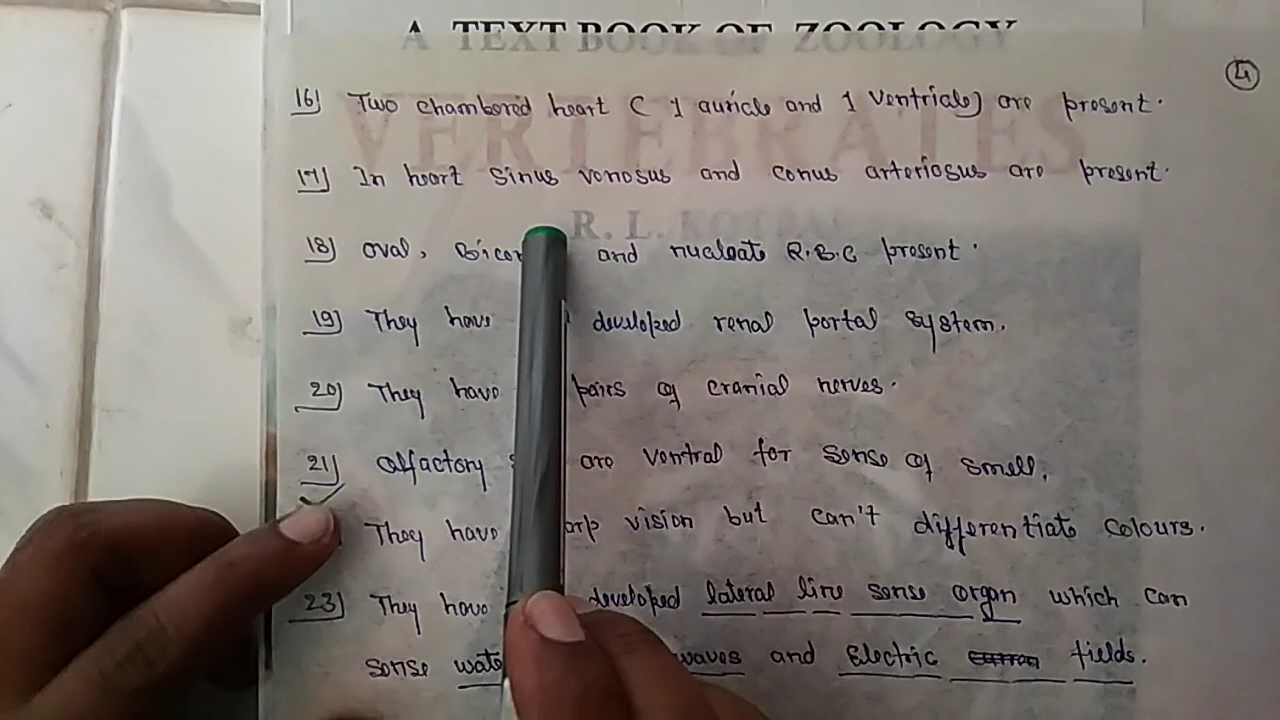 A TEXT BOOK OF ZOOLOGY
4
16) Two chambered heart ( 1 auricle and 1 ventricle) are present.
VERTEBRATES
17) In heart sinus venosus and conus arteriosus are present.
R. L. KOTPAL
18) oval, and nucleate R.B.C present.
19) They have developed renal portal system.
20) They have pairs of cranial nerves.
21) olfactory are ventral for sense of smell.
They have vision but can't differentiate colours.
23) They have developed lateral line sense organ which can
sense waves and Electric fields.